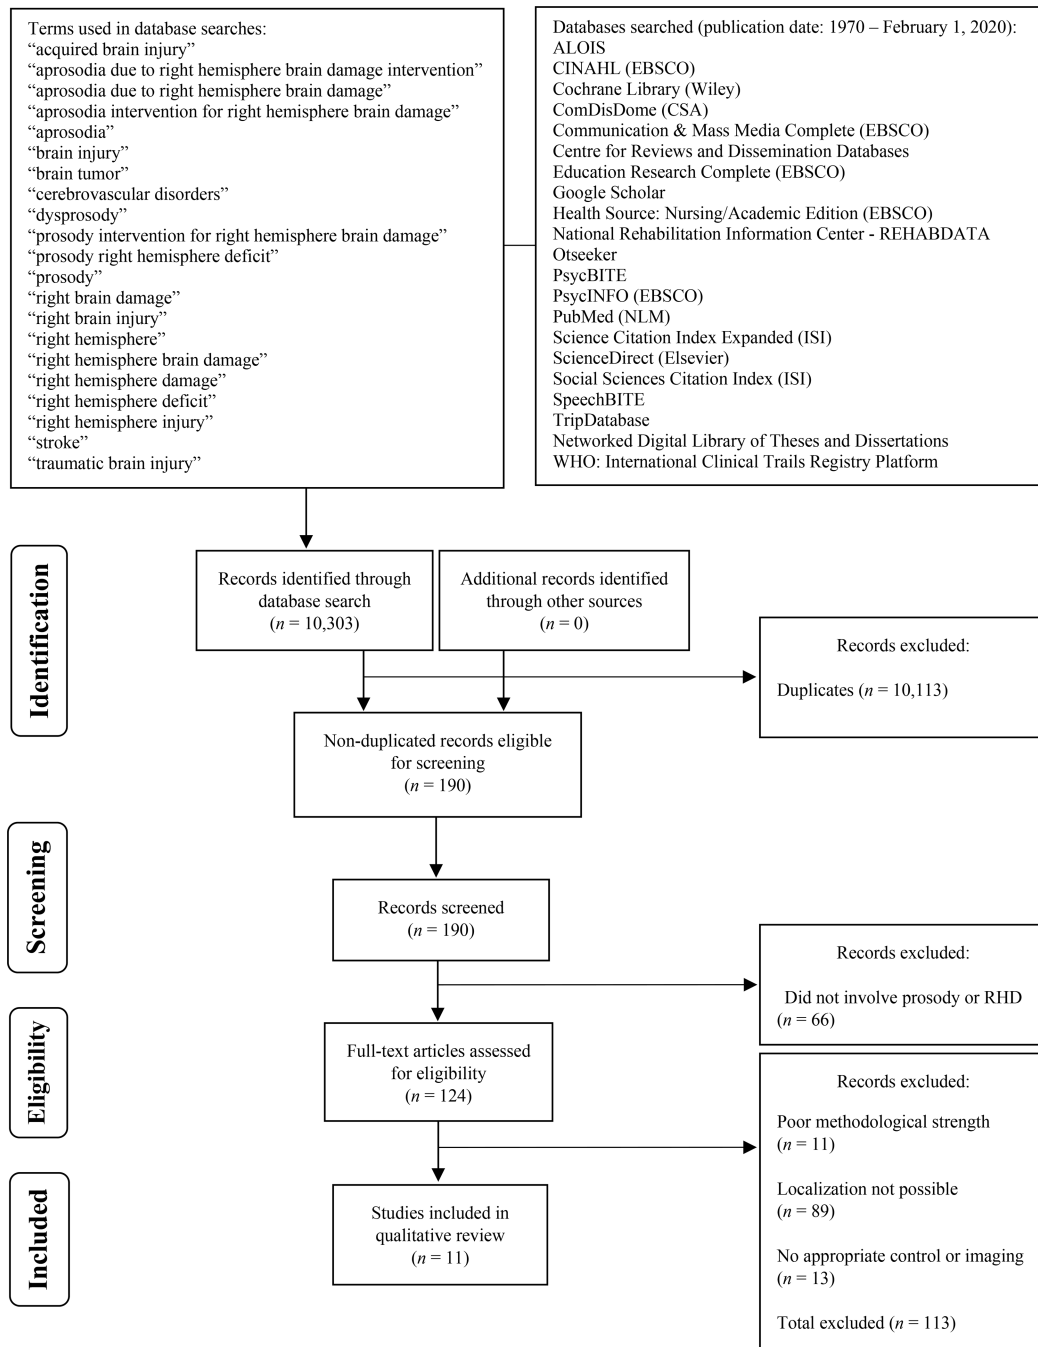 Terms used in database searches:
“acquired brain injury”
“aprosodia due to right hemisphere brain damage intervention”
“aprosodia due to right hemisphere brain damage”
“aprosodia intervention for right hemisphere brain damage”
“aprosodia”
“brain injury”
“brain tumor”
“cerebrovascular disorders”
“dysprosody”
“prosody intervention for right hemisphere brain damage”
“prosody right hemisphere deficit”
“prosody”
“right brain damage”
“right brain injury”
“right hemisphere”
“right hemisphere brain damage”
“right hemisphere damage”
“right hemisphere deficit”
“right hemisphere injury”
“stroke”
“traumatic brain injury”
Databases searched (publication date: 1970 – February 1, 2020):
ALOIS
CINAHL (EBSCO)
Cochrane Library (Wiley)
ComDisDome (CSA)
Communication & Mass Media Complete (EBSCO)
Centre for Reviews and Dissemination Databases
Education Research Complete (EBSCO)
Google Scholar
Health Source: Nursing/Academic Edition (EBSCO)
National Rehabilitation Information Center - REHABDATA
Otseeker
PsycBITE
PsycINFO (EBSCO)
PubMed (NLM)
Science Citation Index Expanded (ISI)
ScienceDirect (Elsevier)
Social Sciences Citation Index (ISI)
SpeechBITE
TripDatabase
Networked Digital Library of Theses and Dissertations
WHO: International Clinical Trails Registry Platform
Identification
Records identified through
database search
(n = 10,303)
Additional records identified
through other sources
(n = 0)
Records excluded:
Duplicates (n = 10,113)
Non-duplicated records eligible
for screening
(n = 190)
Screening
Records screened
(n = 190)
Records excluded:
Did not involve prosody or RHD
(n = 66)
Eligibility
Full-text articles assessed
for eligibility
(n = 124)
Records excluded:
Poor methodological strength
(n = 11)
Localization not possible
(n = 89)
No appropriate control or imaging
(n = 13)
Total excluded (n = 113)
Included
Studies included in
qualitative review
(n = 11)